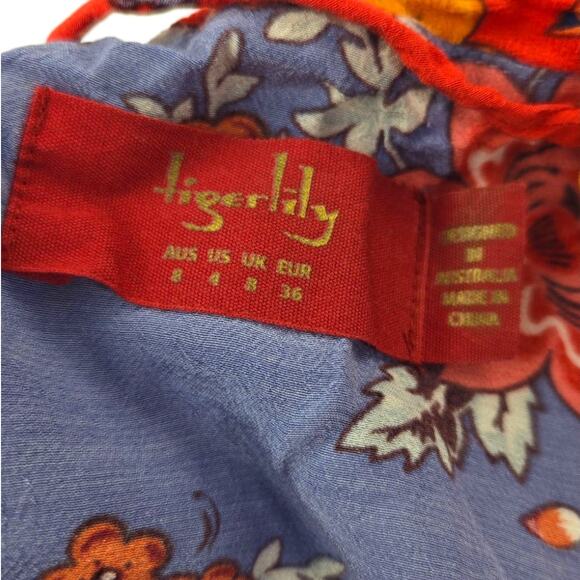 tigerlily
AUS US UK EUR
8 4 8 36
DESIGNED
IN
AUSTRALIA
MADE IN
CHINA